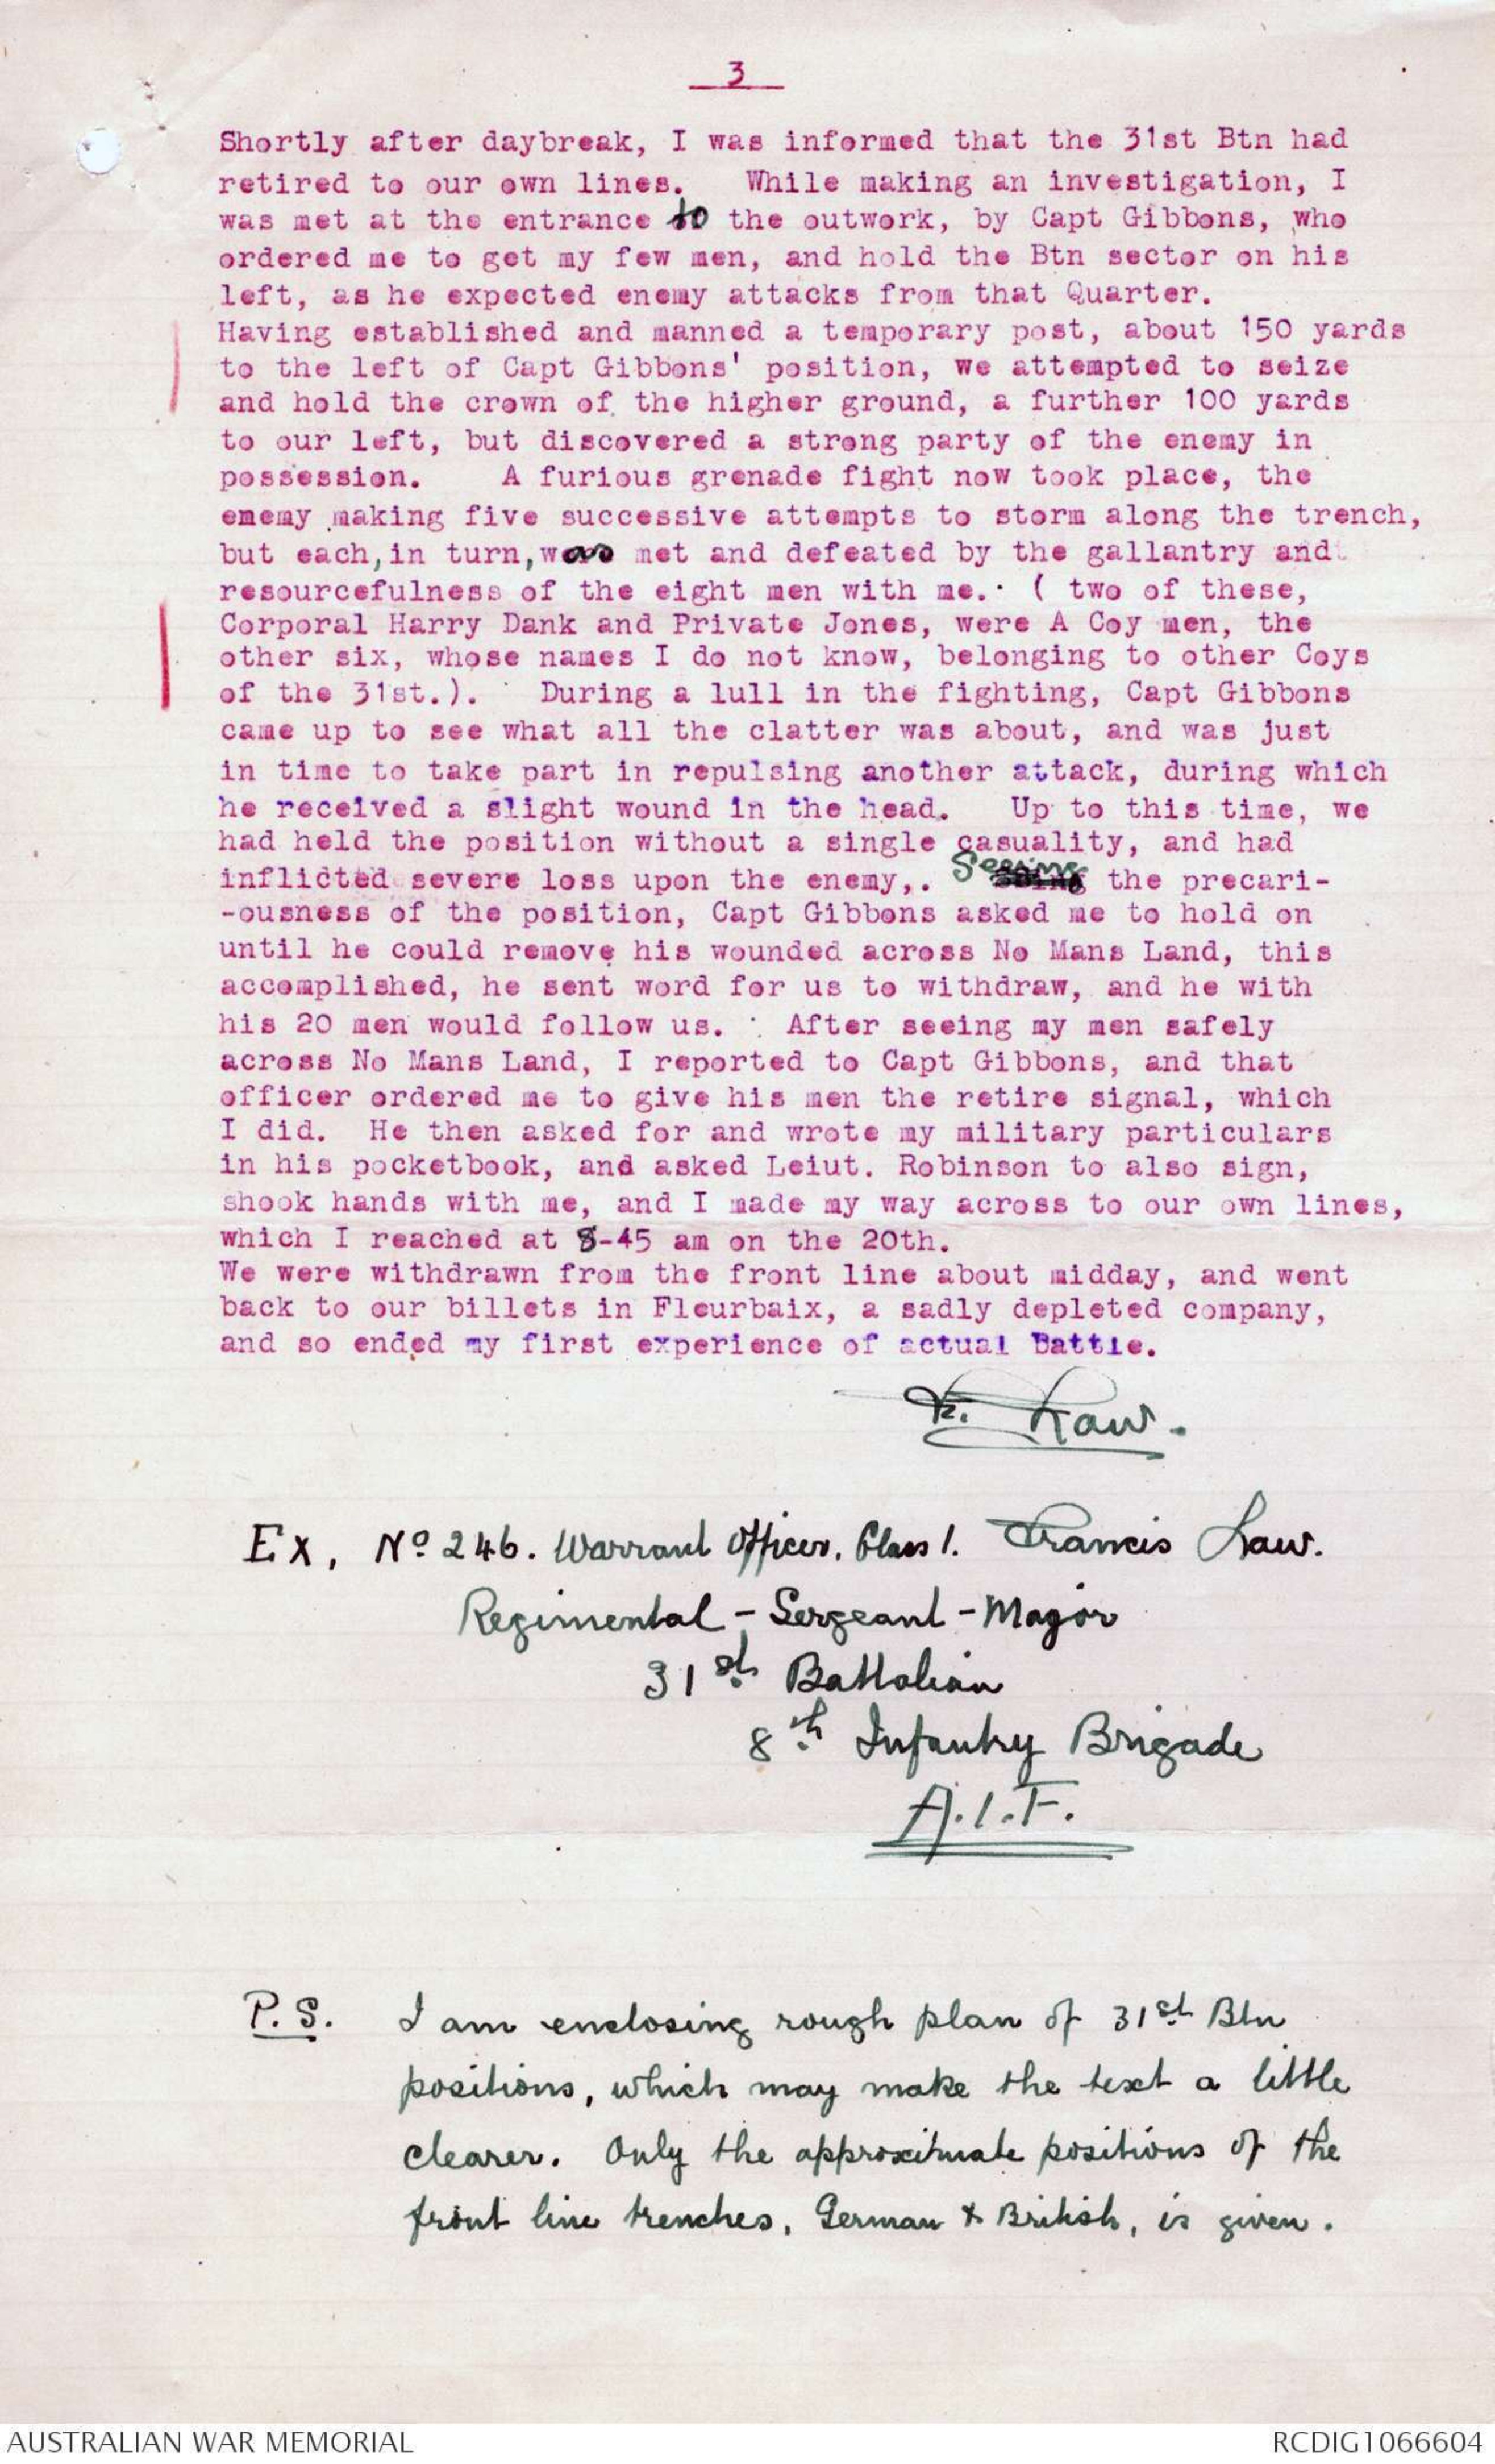 3
Shortly after daybreak, I was informed that the 31st Btn had
retired to our own lines. While making an investigation, I
was met at the entrance to the outwork, by Capt Gibbons, who
ordered me to get my few men, and hold the Btn sector on his
left, as he expected enemy attacks from that Quarter.
Having established and manned a temporary post, about 150 yards
to the left of Capt Gibbons' position, we attempted to seize
and hold the crown of the higher ground, a further 100 yards
to our left, but discovered a strong party of the enemy in
possession. A furious grenade fight now took place, the
enemy making five successive attempts to storm along the trench,
but each, in turn, was met and defeated by the gallantry and
resourcefulness of the eight men with me. ( two of these,
Corporal Harry Dank and Private Jones, were A Coy men, the
other six, whose names I do not know, belonging to other Coys
of the 31st.). During a lull in the fighting, Capt Gibbons
came up to see what all the clatter was about, and was just
in time to take part in repulsing another attack, during which
he received a slight wound in the head. Up to this time, we
had held the position without a single casuality, and had
inflicted severe loss upon the enemy,. Seeing the precari-
-ousness of the position, Capt Gibbons asked me to hold on
until he could remove his wounded across No Mans Land, this
accomplished, he sent word for us to withdraw, and he with
his 20 men would follow us. After seeing my men safely
across No Mans Land, I reported to Capt Gibbons, and that
officer ordered me to give his men the retire signal, which
I did. He then asked for and wrote my military particulars
in his pocketbook, and asked Leiut. Robinson to also sign,
shook hands with me, and I made my way across to our own lines,
which I reached at 8-45 am on the 20th.
We were withdrawn from the front line about midday, and went
back to our billets in Fleurbaix, a sadly depleted company,
and so ended my first experience of actual Battle.
F. Law.
Ex, No 246. Warrant Officer. Class 1. Francis Law.
Regimental - Sergeant - Major
31st Battalion
8th Infantry Brigade
A.I.F.
P.S. I am enclosing rough plan of 31st Btn
positions, which may make the text a little
clearer. Only the approximate positions of the
front line trenches, German & British, is given.
AUSTRALIAN WAR MEMORIAL
RCDIG1066604